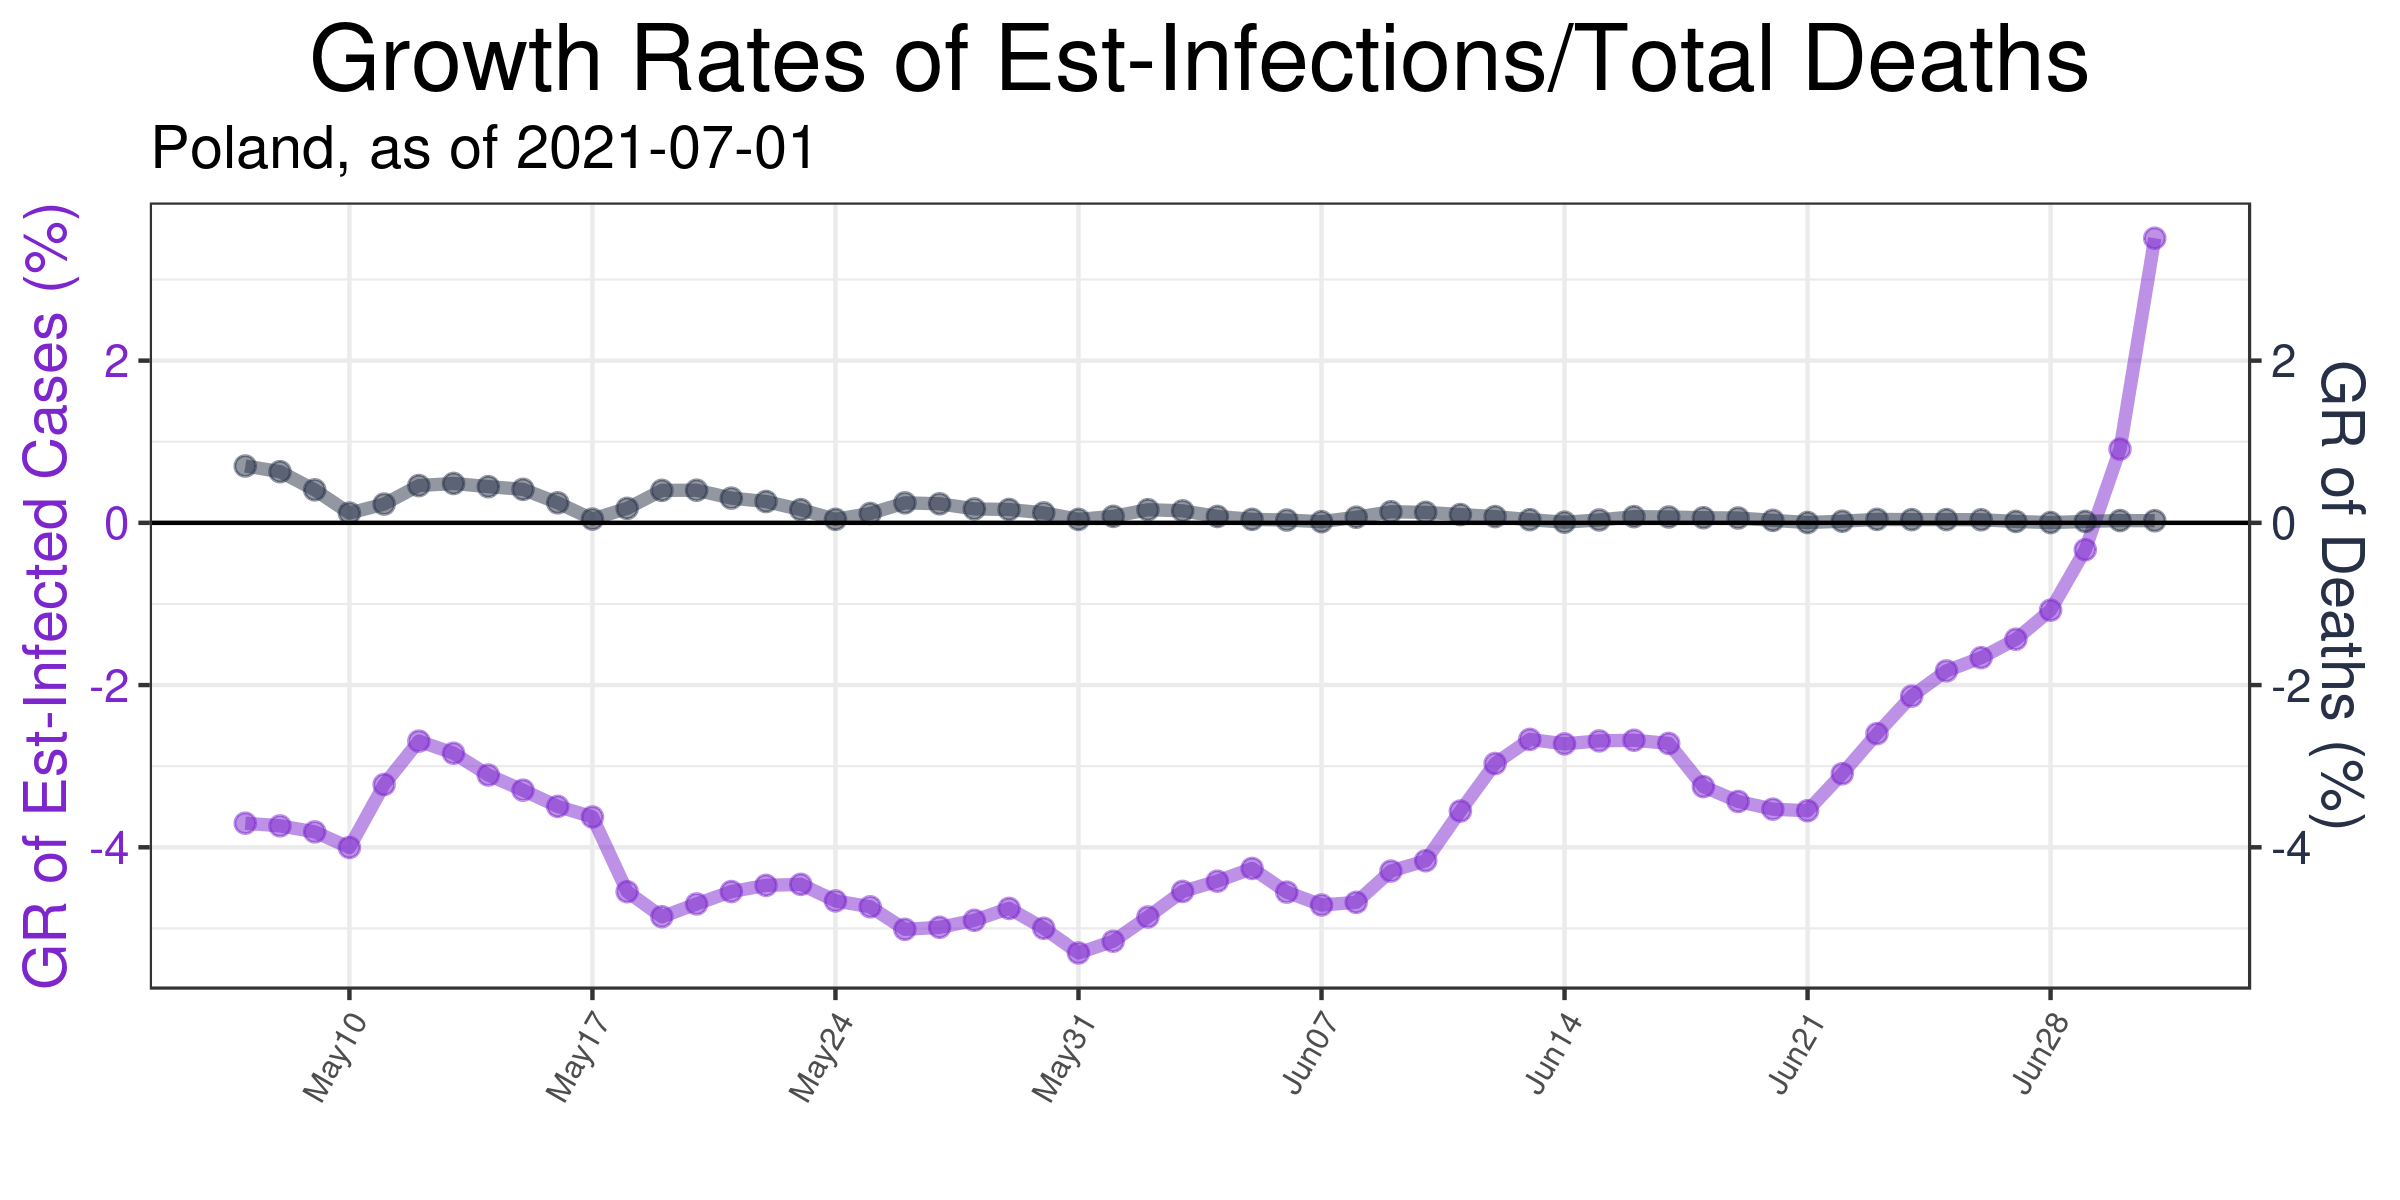 Growth Rates of Est-Infections/Total Deaths
Poland, as of 2021-07-01
GR of Est-Infected Cases (%)
2
0
-2
-4
2
0
-2
-4
GR of Deaths (%)
May10
May17
May24
May31
Jun07
Jun14
Jun21
Jun28